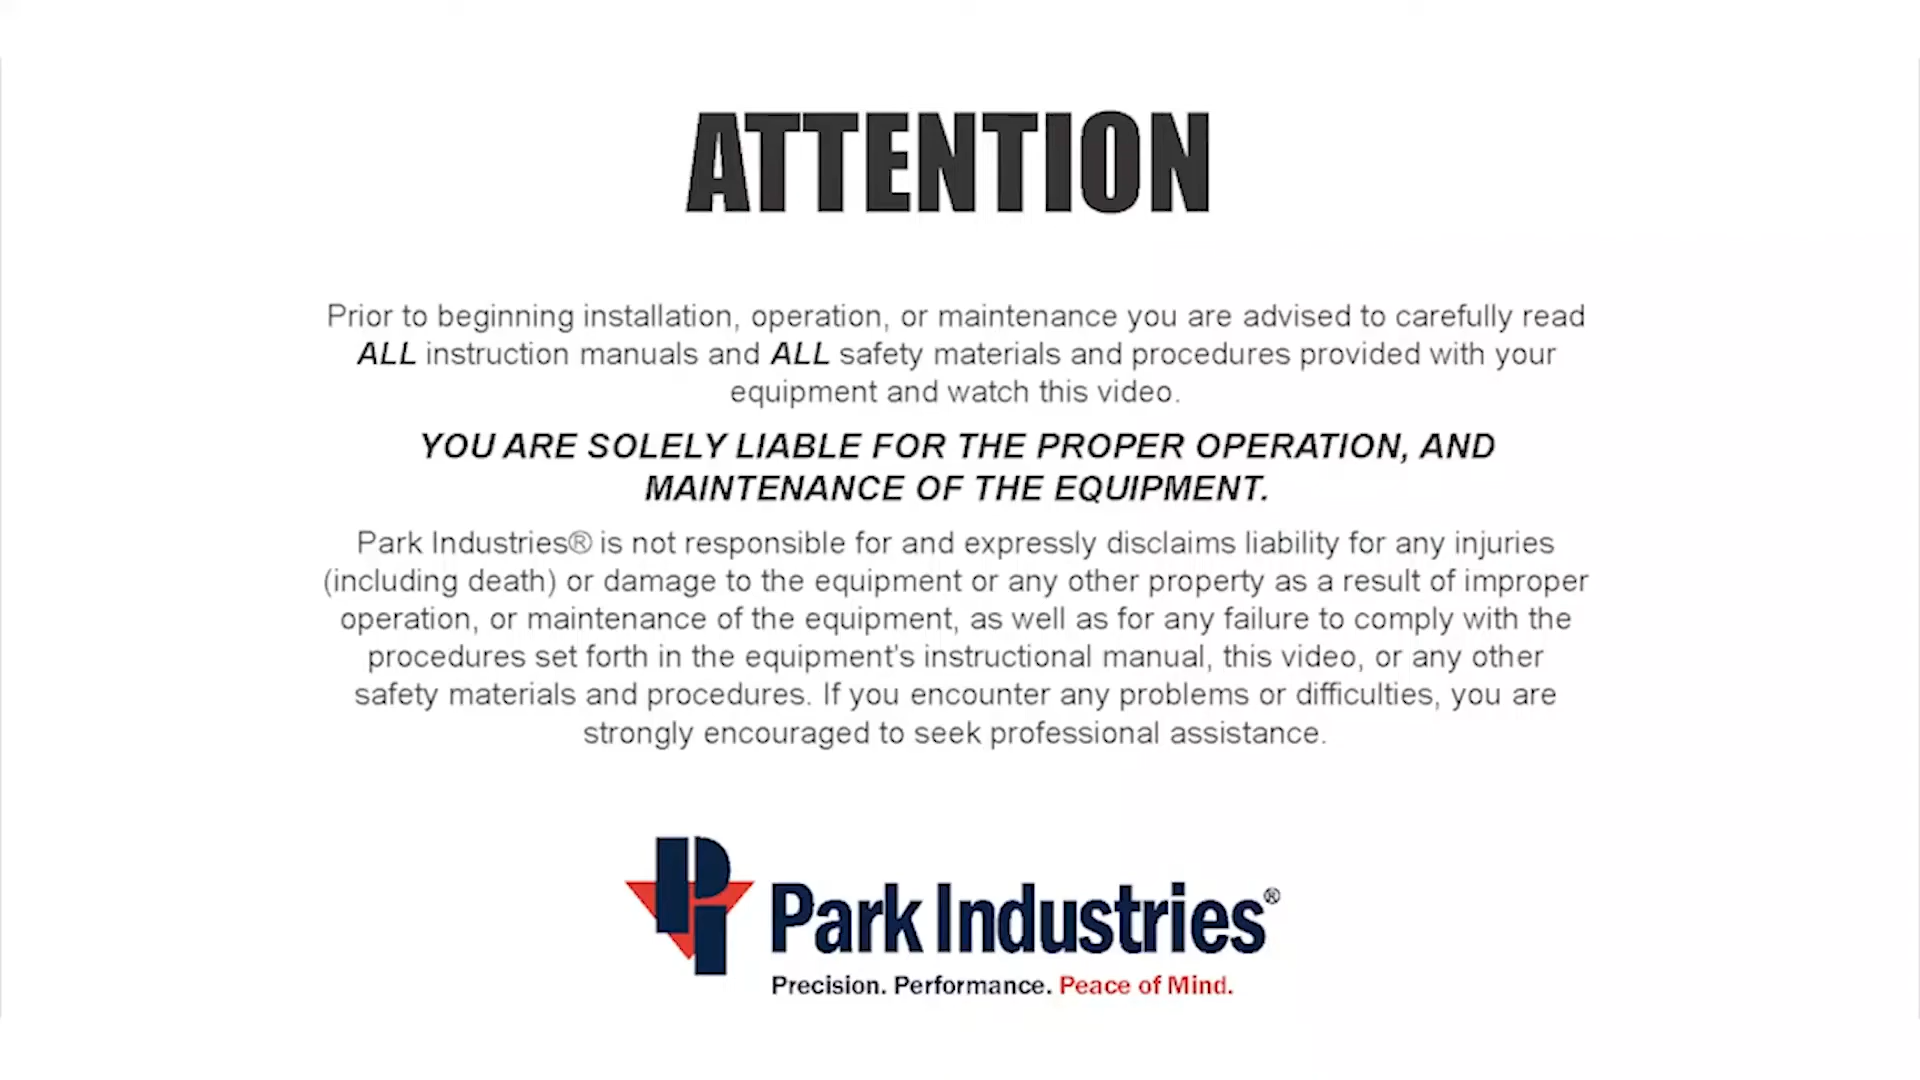 ATTENTION
Prior to beginning installation, operation, or maintenance you are advised to carefully read
ALL instruction manuals and ALL safety materials and procedures provided with your
equipment and watch this video.
YOU ARE SOLELY LIABLE FOR THE PROPER OPERATION, AND
MAINTENANCE OF THE EQUIPMENT.
Park Industries® is not responsible for and expressly disclaims liability for any injuries
(including death) or damage to the equipment or any other property as a result of improper
operation, or maintenance of the equipment, as well as for any failure to comply with the
procedures set forth in the equipment's instructional manual, this video, or any other
safety materials and procedures. If you encounter any problems or difficulties, you are
strongly encouraged to seek professional assistance.
Park Industries®
Precision. Performance. Peace of Mind.